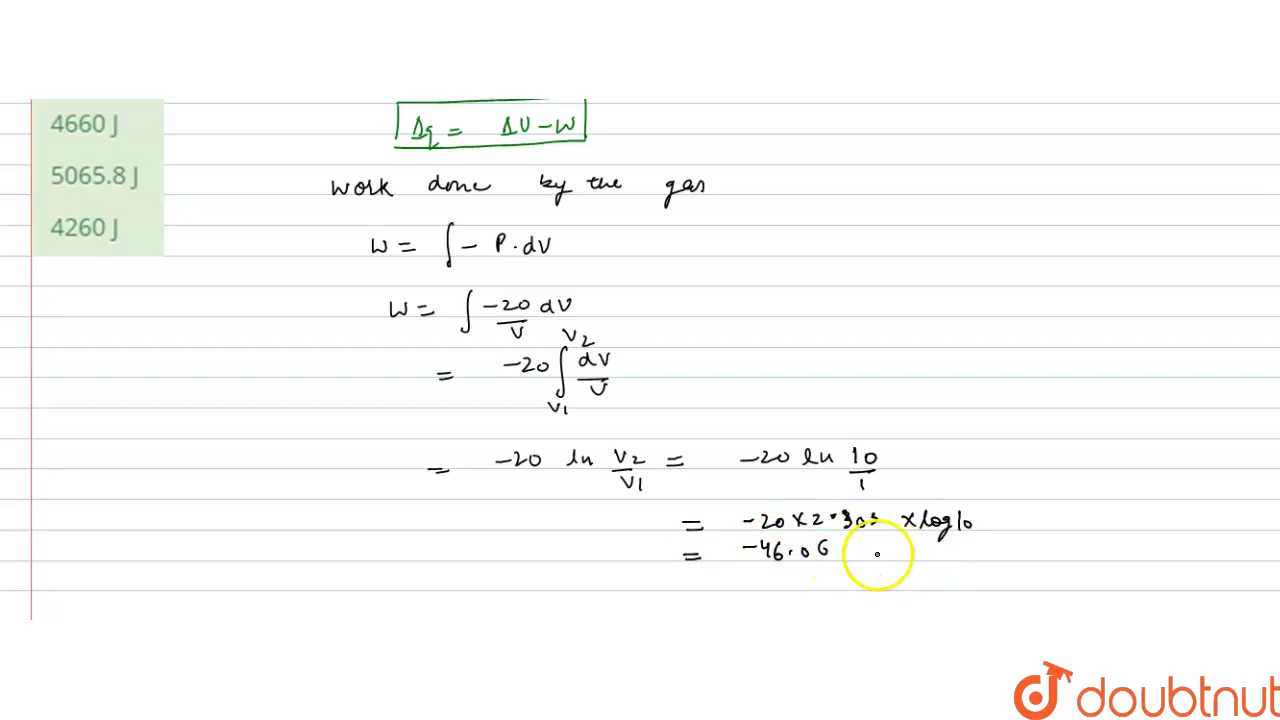 4660 J
5065.8 J
4260 J
Δq = ΔU - W
Work done by the gas
W = ∫ - P. dV
W = ∫ -20/V dV
= -20 ∫V1 V2 dV/V
= -20 ln V2/V1 = -20 ln 10/1
= -20 x 2.303 x log10
= -46.06
doubtnut